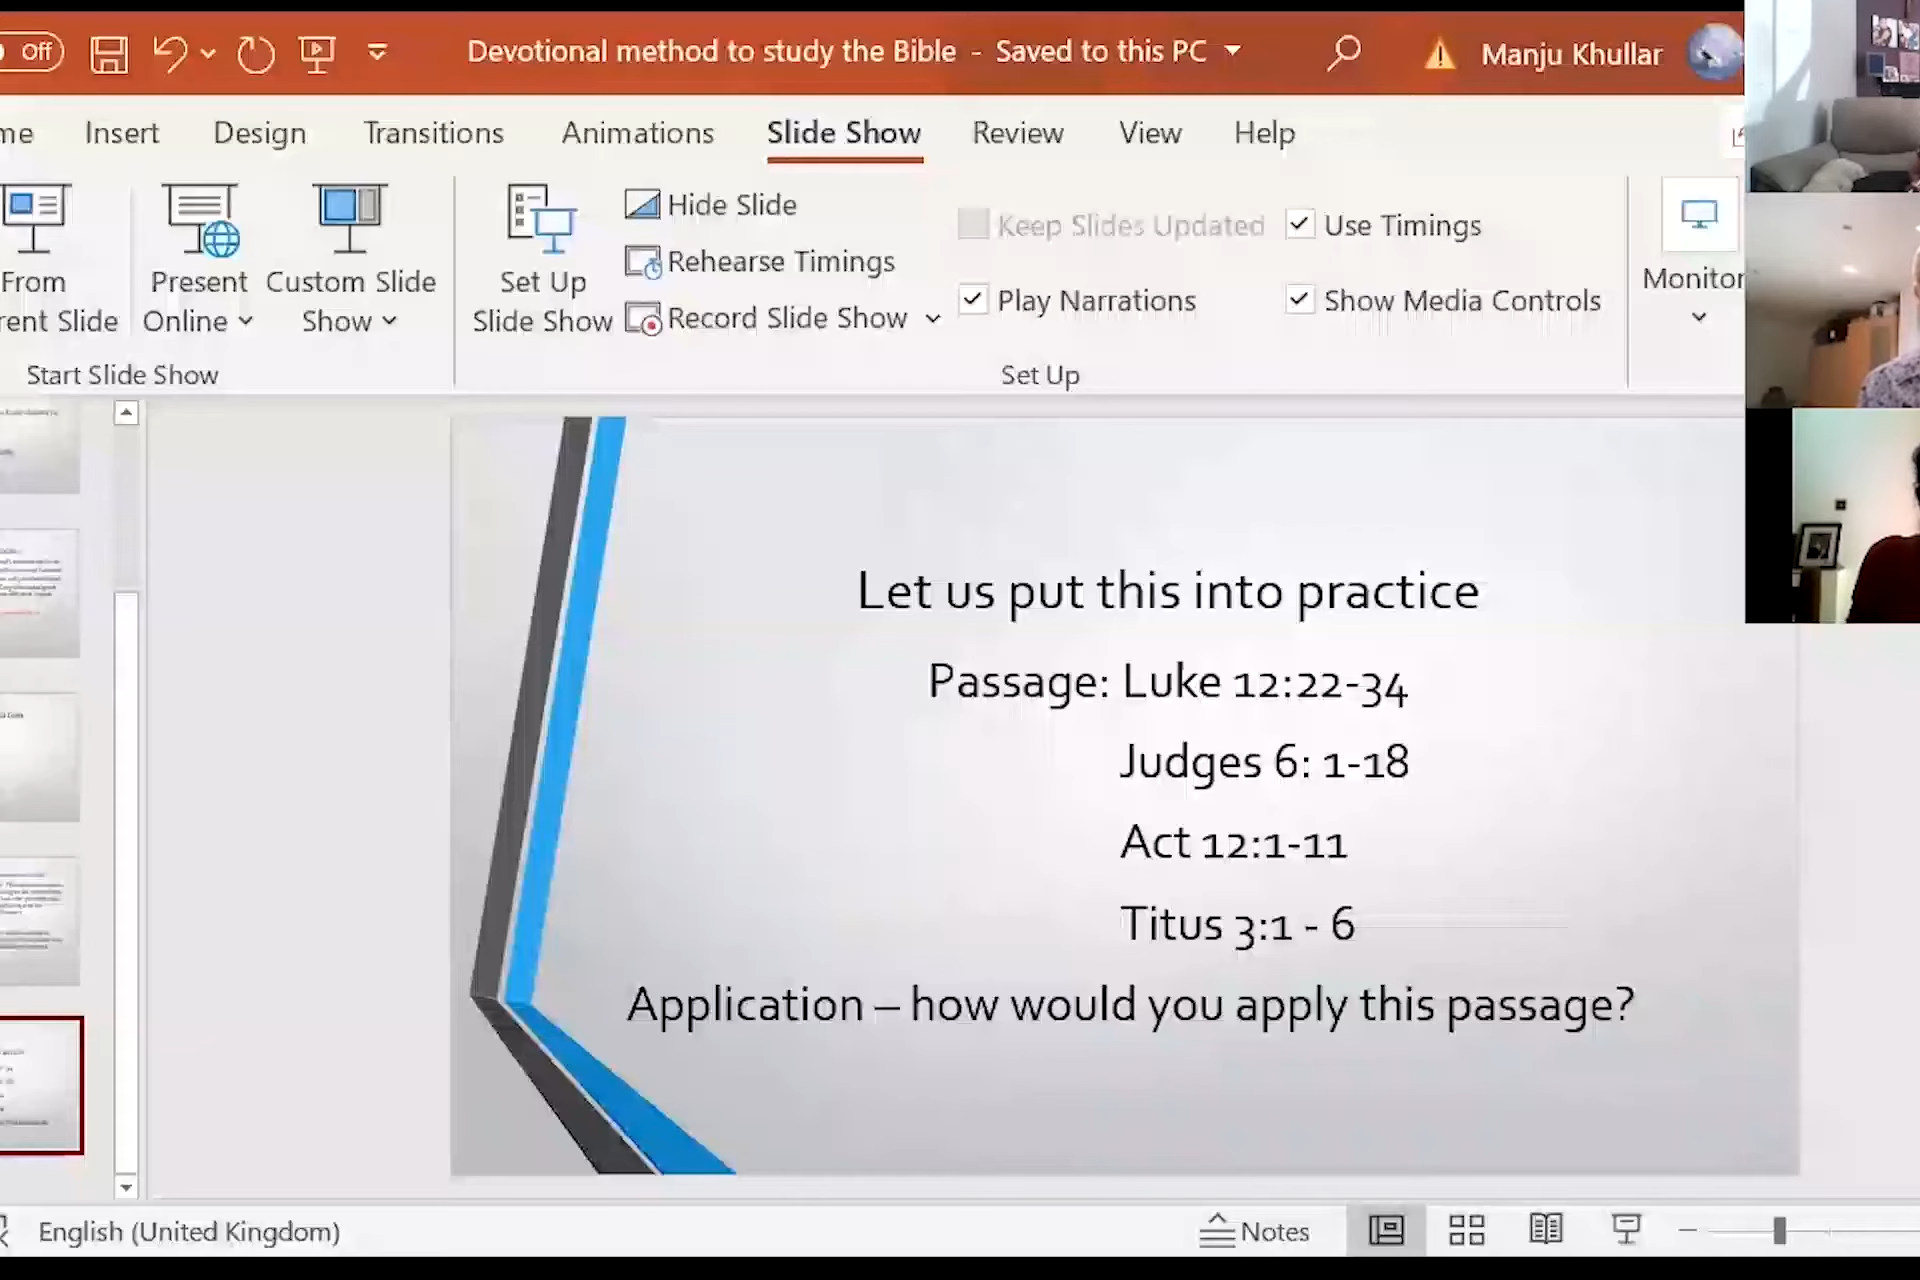 Off
Devotional method to study the Bible - Saved to this PC
Manju Khullar
Insert Design Transitions Animations Slide Show Review View Help
From
Present
Online
Custom Slide
Show
Slide
Start Slide Show
Set Up
Slide Show
Hide Slide
Rehearse Timings
Record Slide Show
Keep Slides Updated
Play Narrations
Use Timings
Show Media Controls
Set Up
Monitor
Let us put this into practice
Passage: Luke 12:22-34
Judges 6: 1-18
Act 12:1-11
Titus 3:1 - 6
Application – how would you apply this passage?
English (United Kingdom)
Notes